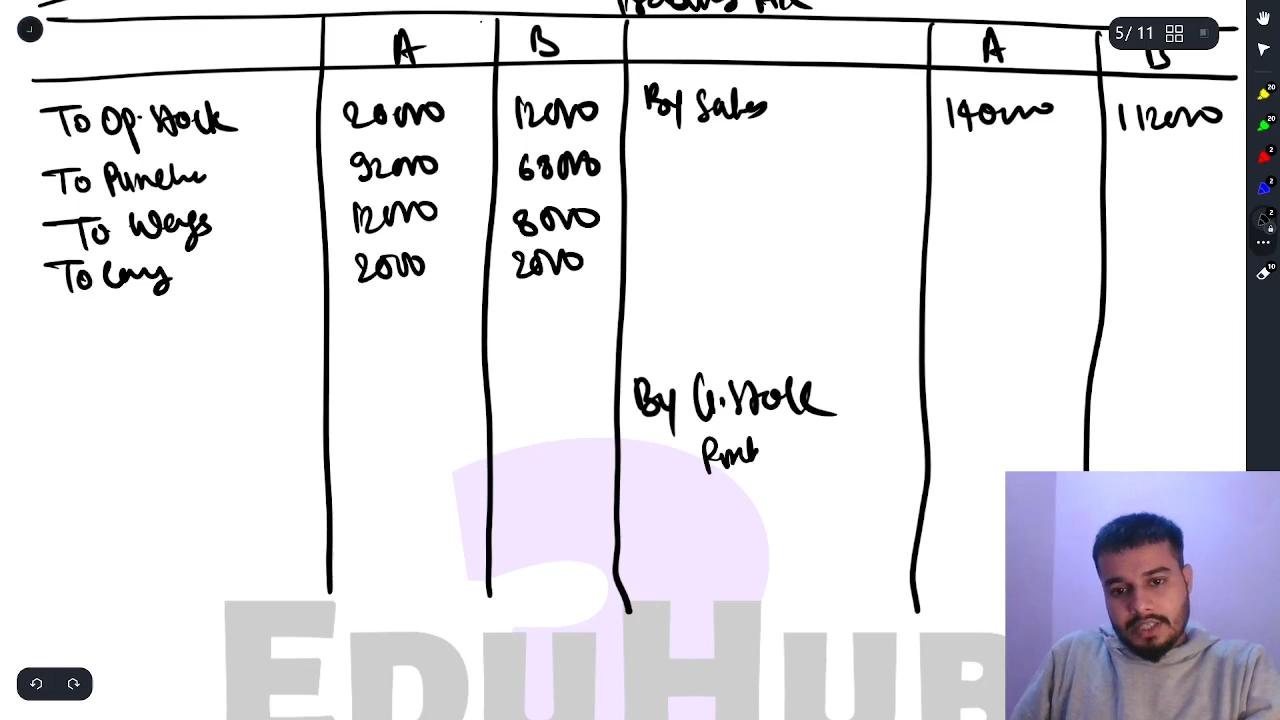 5/11
A B A B
To Op. Stock 20000 12000 By Sales 140000 112000
To Purchase 92000 68000
To Wages 12000 8000
To Carg 2000 2000
By Cl. Stock
EDUHUB